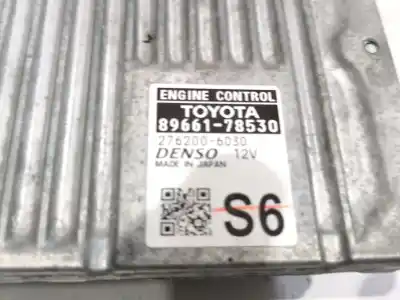 ENGINE CONTROL
TOYOTA
89661-78530
276200-6030
DENSO 12V
MADE IN JAPAN
S6